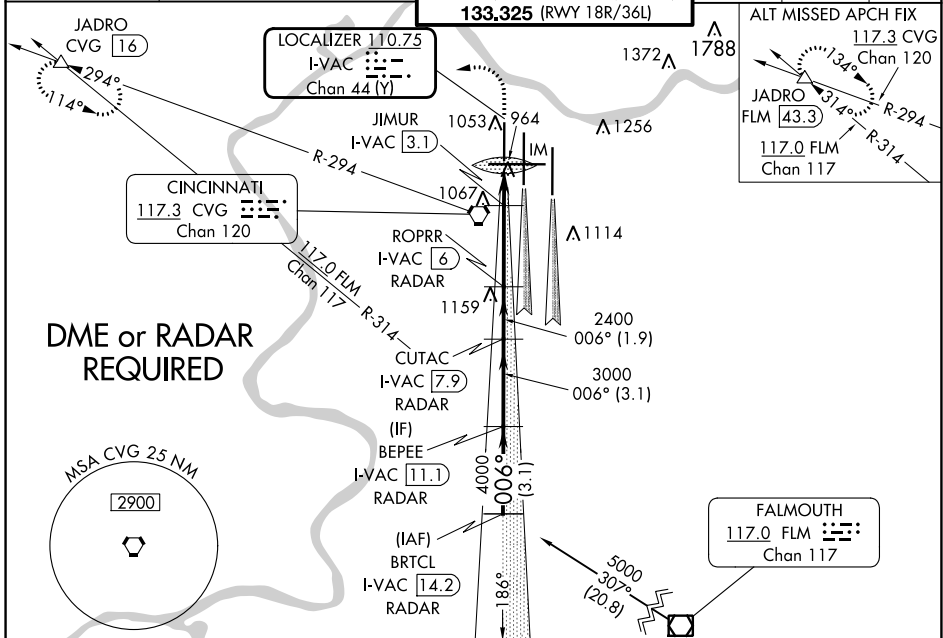 133.325 (RWY 18R/36L)
JADRO
CVG 16
294°
114°
LOCALIZER 110.75
I-VAC
Chan 44 (Y)
1372
1788
ALT MISSED APCH FIX
117.3 CVG
Chan 120
134°
JADRO
FLM 43.3
314°
R-294
R-314
117.0 FLM
Chan 117
JIMUR
I-VAC 3.1
1053
964
1256
IM
R-294
1067
CINCINNATI
117.3 CVG
Chan 120
1114
ROPRR
I-VAC 6
RADAR
117.0 FLM
Chan 117
R-314
1159
2400
006° (1.9)
DME or RADAR
REQUIRED
CUTAC
I-VAC 7.9
RADAR
3000
006° (3.1)
(IF)
BEPEE
I-VAC 11.1
RADAR
4000
006°
(3.1)
MSA CVG 25 NM
2900
(IAF)
BRTCL
I-VAC 14.2
RADAR
186°
FALMOUTH
117.0 FLM
Chan 117
5000
307°
(20.8)